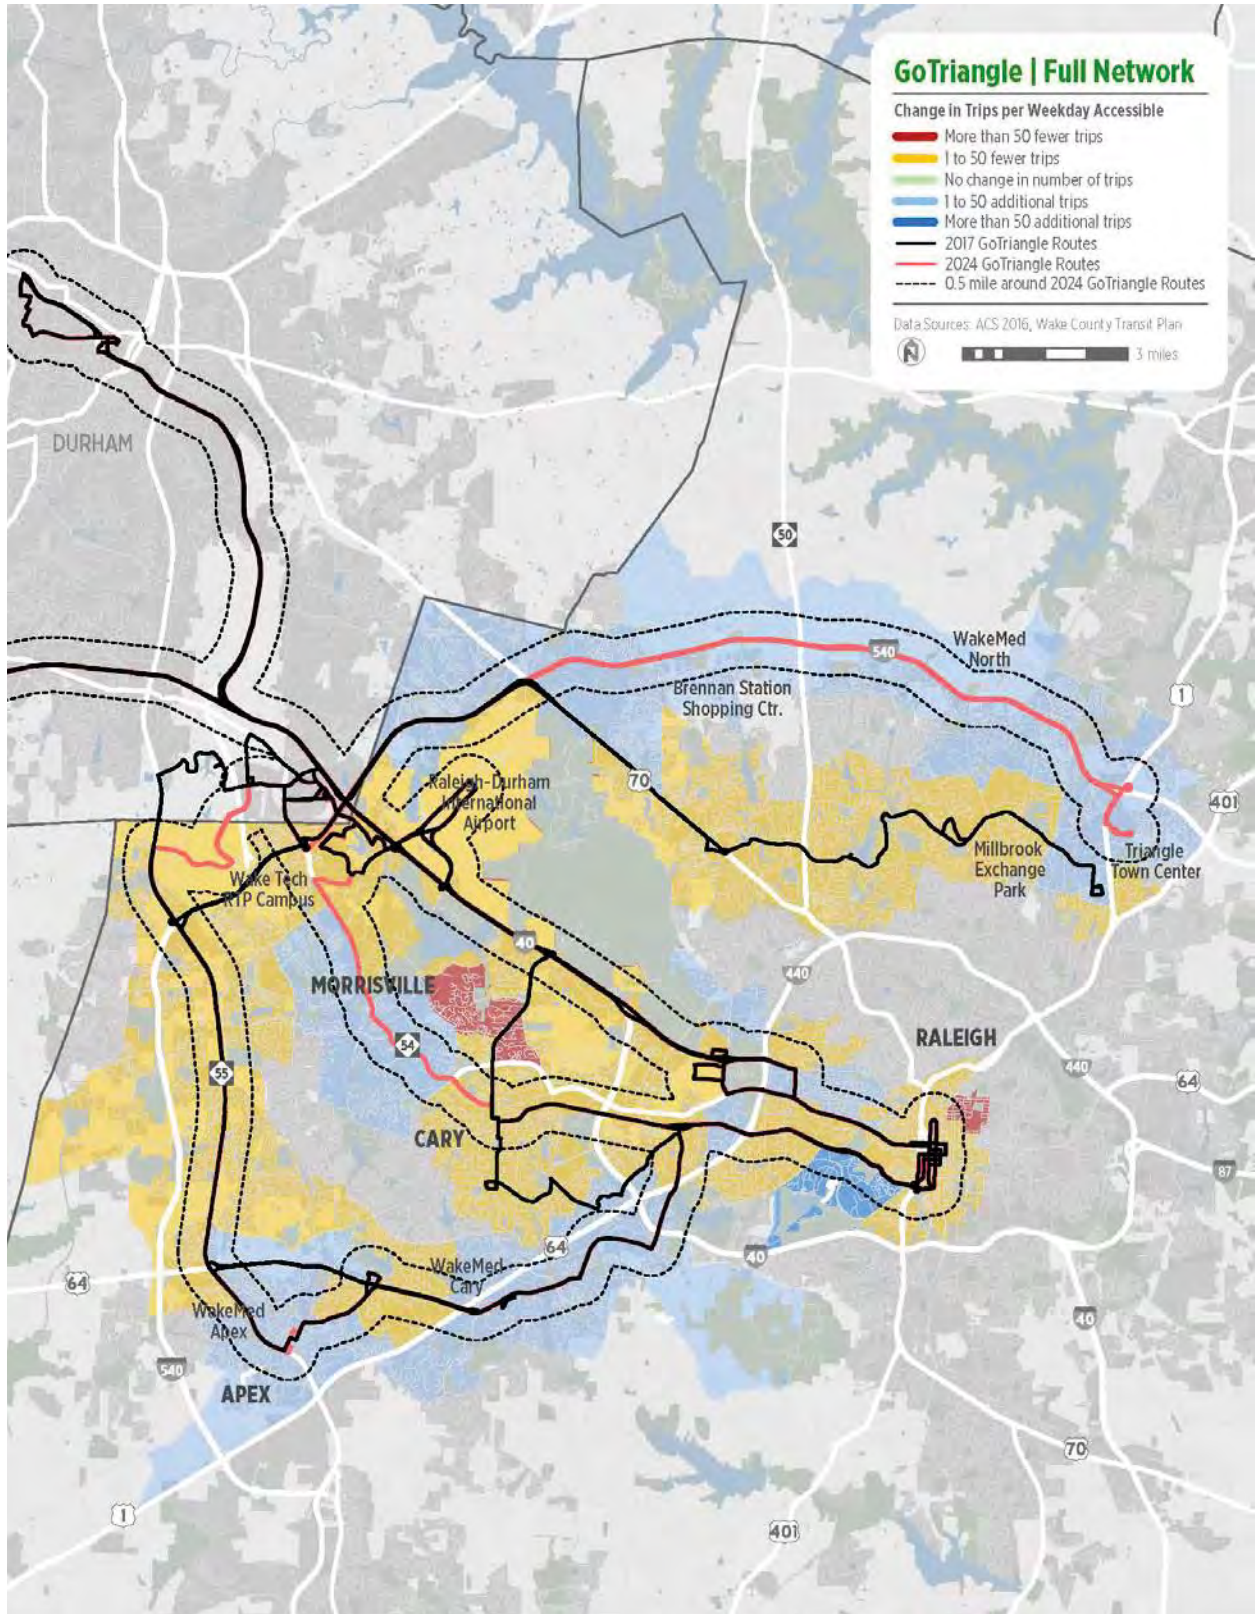 GoTriangle | Full Network
Change in Trips per Weekday Accessible
More than 50 fewer trips
1 to 50 fewer trips
No change in number of trips
1 to 50 additional trips
More than 50 additional trips
2017 GoTriangle Routes
2024 GoTriangle Routes
0.5 mile around 2024 GoTriangle Routes
Data Sources: ACS 2016, Wake County Transit Plan
N
3 miles
DURHAM
50
WakeMed
North
540
Brennan Station
Shopping Ctr.
1
70
Raleigh-Durham
International
Airport
401
Millbrook
Exchange
Park
Triangle
Town Center
Wake Tech
RTP Campus
40
440
MORRISVILLE
RALEIGH
54
55
440
64
CARY
87
64
40
WakeMed
Cary
64
WakeMed
Apex
40
540
APEX
70
1
401